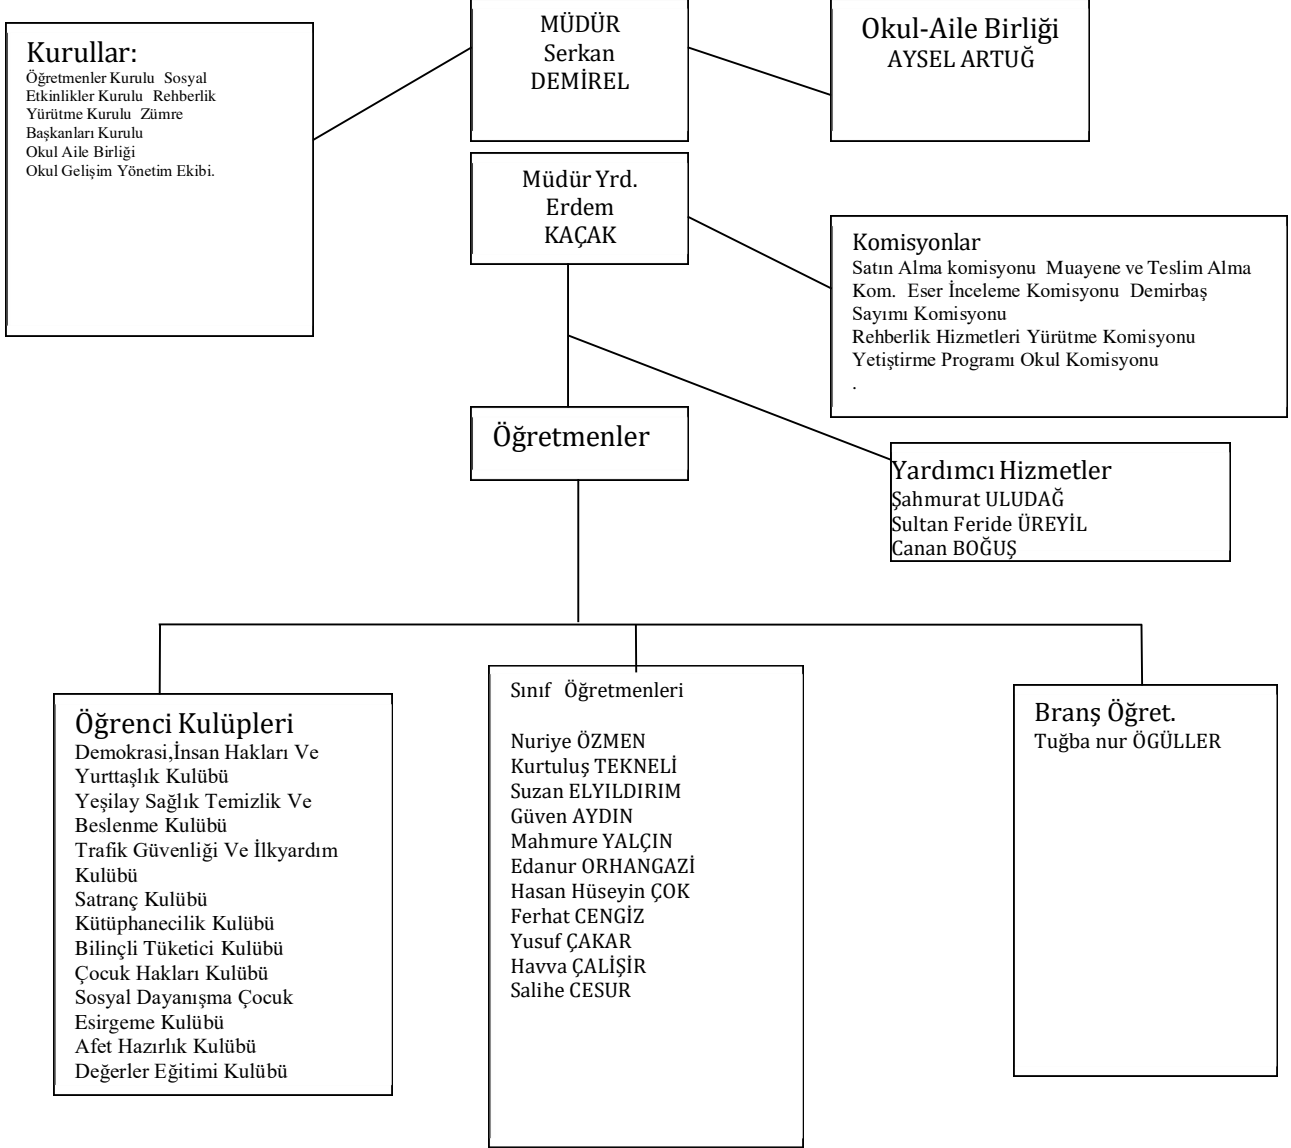 Kurullar:
Öğretmenler Kurulu  Sosyal
Etkinlikler Kurulu  Rehberlik
Yürütme Kurulu  Zümre
Başkanları Kurulu
Okul Aile Birliği
Okul Gelişim Yönetim Ekibi.
MÜDÜR
Serkan
DEMİREL
Okul-Aile Birliği
AYSEL ARTUĞ
Müdür Yrd.
Erdem
KAÇAK
Komisyonlar
Satın Alma komisyonu  Muayene ve Teslim Alma
Kom.  Eser İnceleme Komisyonu  Demirbaş
Sayımı Komisyonu
Rehberlik Hizmetleri Yürütme Komisyonu
Yetiştirme Programı Okul Komisyonu
.
Öğretmenler
Yardımcı Hizmetler
Şahmurat ULUDAĞ
Sultan Feride ÜREYİL
Canan BOĞUŞ
Öğrenci Kulüpleri
Demokrasi,İnsan Hakları Ve
Yurttaşlık Kulübü
Yeşilay Sağlık Temizlik Ve
Beslenme Kulübü
Trafik Güvenliği Ve İlkyardım
Kulübü
Satranç Kulübü
Kütüphanecilik Kulübü
Bilinçli Tüketici Kulübü
Çocuk Hakları Kulübü
Sosyal Dayanışma Çocuk
Esirgeme Kulübü
Afet Hazırlık Kulübü
Değerler Eğitimi Kulübü
Sınıf  Öğretmenleri
Nuriye ÖZMEN
Kurtuluş TEKNELİ
Suzan ELYILDIRIM
Güven AYDIN
Mahmure YALÇIN
Edanur ORHANGAZİ
Hasan Hüseyin ÇOK
Ferhat CENGİZ
Yusuf ÇAKAR
Havva ÇALİŞİR
Salihe CESUR
Branş Öğret.
Tuğba nur ÖGÜLLER